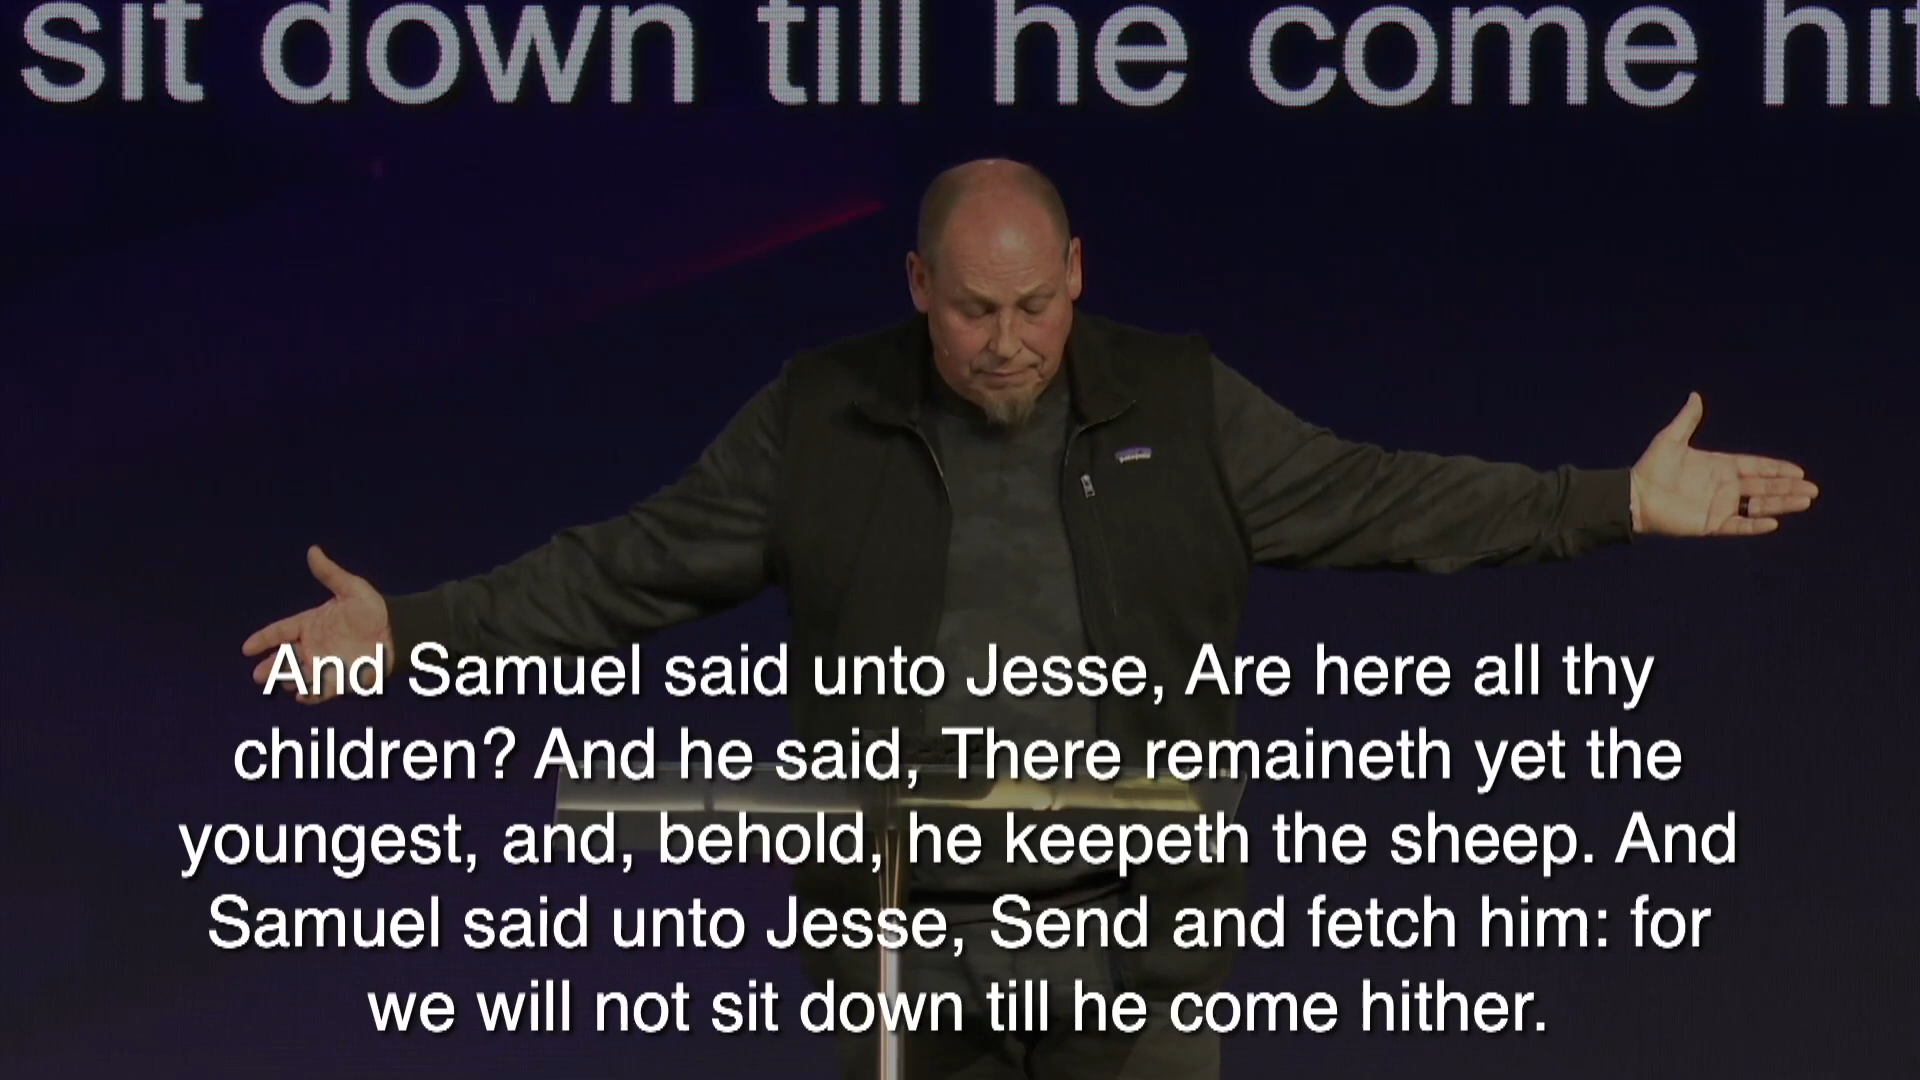 sit down till he come hit
And Samuel said unto Jesse, Are here all thy
children? And he said, There remaineth yet the
youngest, and, behold, he keepeth the sheep. And
Samuel said unto Jesse, Send and fetch him: for
we will not sit down till he come hither.